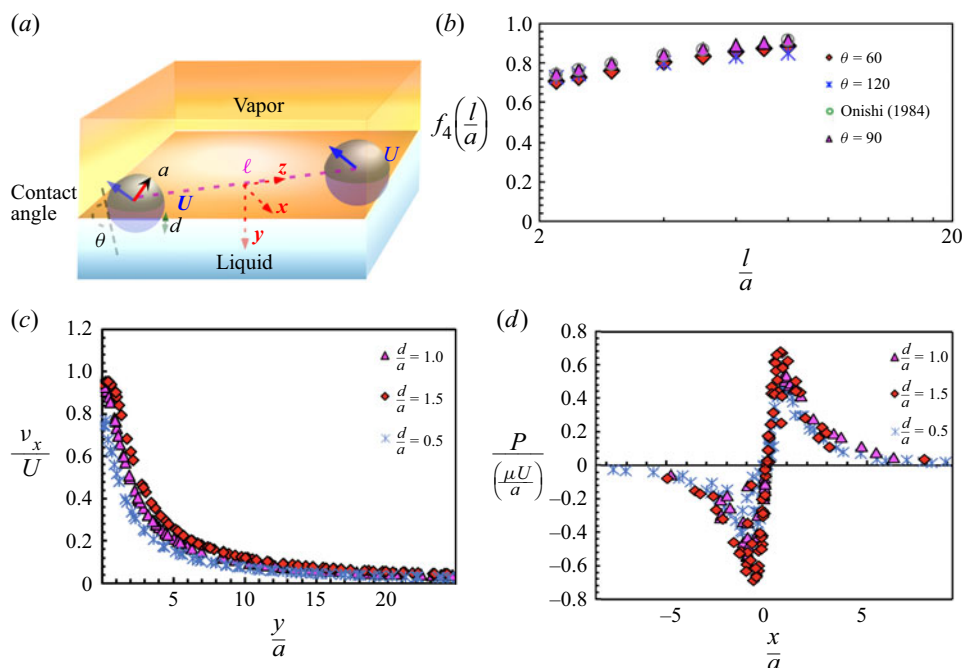 (a)
Vapor
a
U
ℓ
z
U
Contact
angle
d
x
θ
y
Liquid
(b)
1.0
0.8
0.6
0.4
0.2
0
f₄(l/a)
θ = 60
θ = 120
Onishi (1984)
θ = 90
2
20
l/a
(c)
1.2
1.0
0.8
0.6
0.4
0.2
0
v_x/U
d/a = 1.0
d/a = 1.5
d/a = 0.5
5
10
15
20
y/a
(d)
0.8
0.6
0.4
0.2
0
–0.2
–0.4
–0.6
–0.8
P/(μU/a)
d/a = 1.0
d/a = 1.5
d/a = 0.5
–5
0
5
x/a